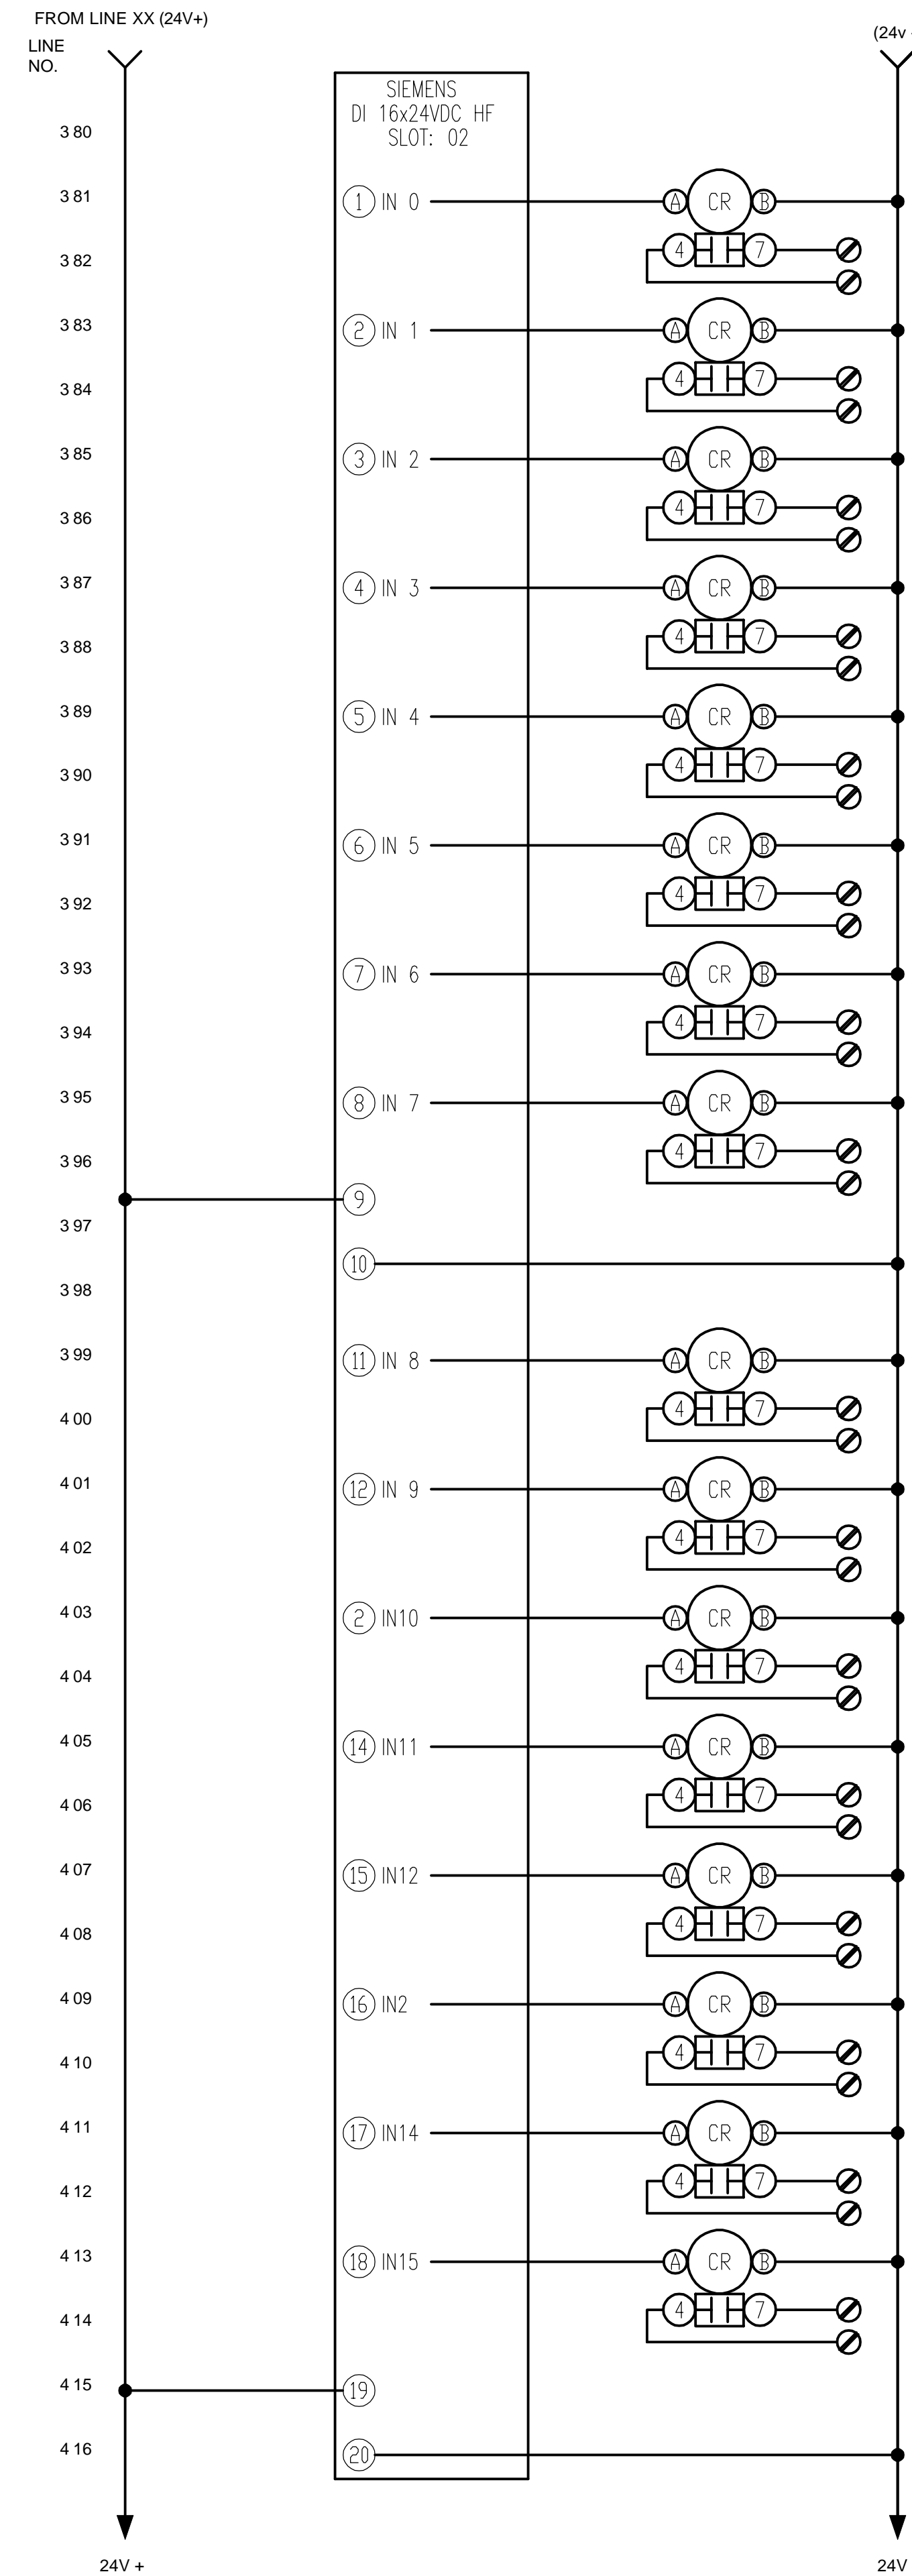 FROM LINE XX (24V+)
(24v -
LINE
NO.
SIEMENS
DI 16x24VDC HF
SLOT: 02
3 80
3 81 1 IN 0 A CR B
3 82 4 7
3 83 2 IN 1 A CR B
3 84 4 7
3 85 3 IN 2 A CR B
3 86 4 7
3 87 4 IN 3 A CR B
3 88 4 7
3 89 5 IN 4 A CR B
3 90 4 7
3 91 6 IN 5 A CR B
3 92 4 7
3 93 7 IN 6 A CR B
3 94 4 7
3 95 8 IN 7 A CR B
3 96 4 7
9
3 97
10
3 98
3 99 11 IN 8 A CR B
4 00 4 7
4 01 12 IN 9 A CR B
4 02 4 7
4 03 2 IN10 A CR B
4 04 4 7
4 05 14 IN11 A CR B
4 06 4 7
4 07 15 IN12 A CR B
4 08 4 7
4 09 16 IN2 A CR B
4 10 4 7
4 11 17 IN14 A CR B
4 12 4 7
4 13 18 IN15 A CR B
4 14 4 7
4 15 19
4 16 20
24V + 24V